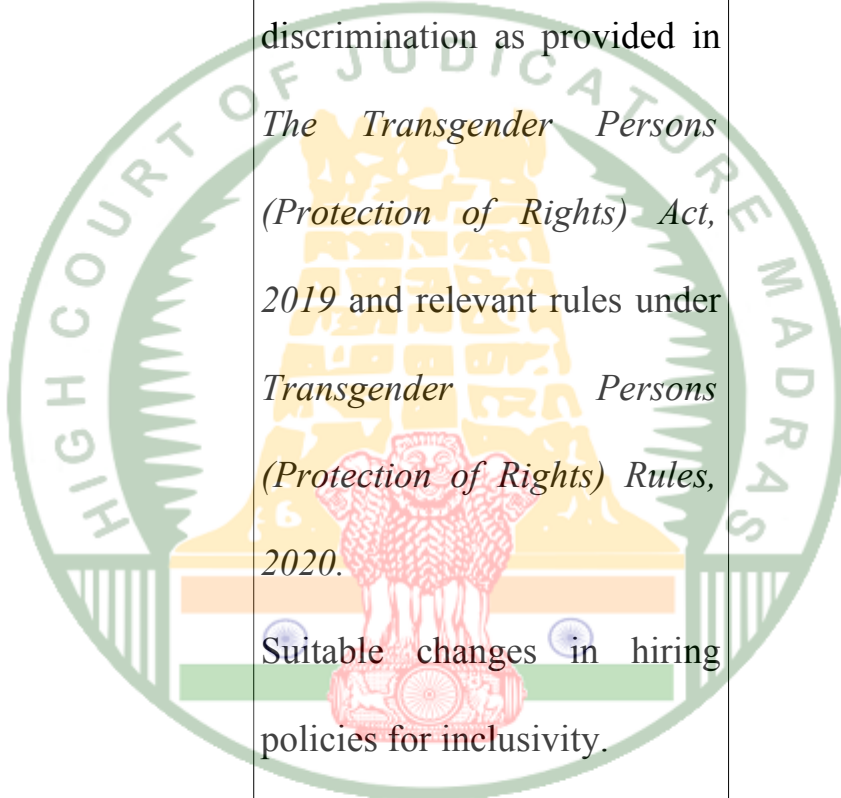 discrimination as provided in
The Transgender Persons
(Protection of Rights) Act,
2019 and relevant rules under
Transgender Persons
(Protection of Rights) Rules,
2020.
Suitable changes in hiring
policies for inclusivity.
HIGH COURT OF JUDICATURE MADRAS